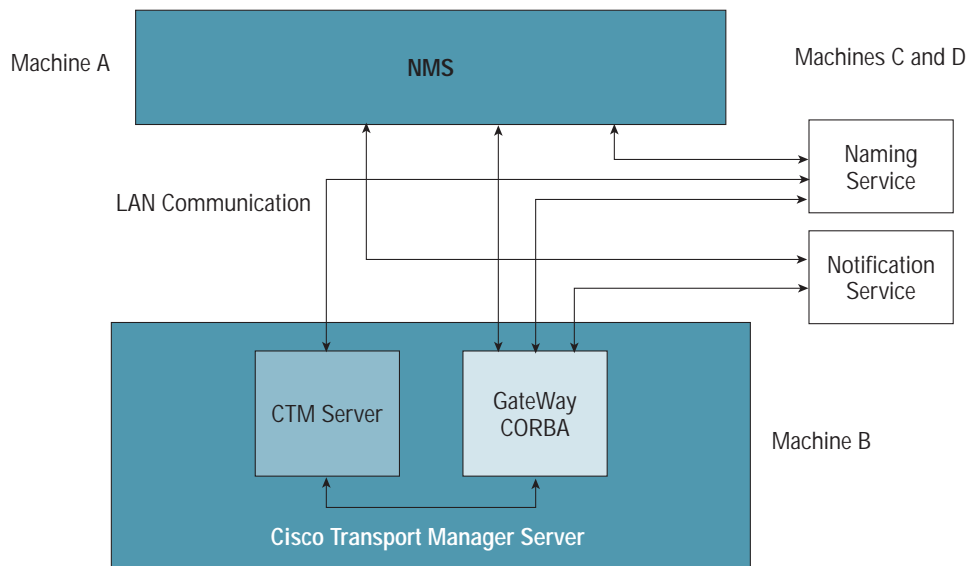 Machine A
NMS
Machines C and D
Naming
Service
LAN Communication
Notification
Service
CTM Server
GateWay
CORBA
Machine B
Cisco Transport Manager Server